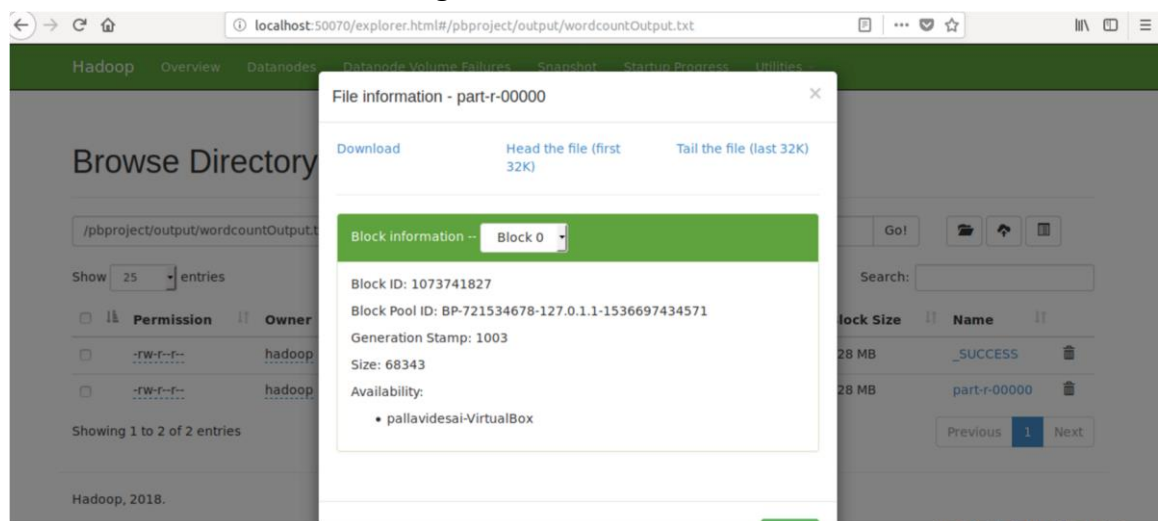 localhost:50070/explorer.html#/pbproject/output/wordcountOutput.txt
Hadoop Overview Datanodes Datanode Volume Failures Snapshot Startup Progress Utilities
File information - part-r-00000 ×
Download Head the file (first 32K) Tail the file (last 32K)
Browse Directory
/pbproject/output/wordcountOutput.t Go!
Block information -- Block 0
Show 25 entries Search:
Block ID: 1073741827
Block Pool ID: BP-721534678-127.0.1.1-1536697434571
Permission Owner lock Size Name
Generation Stamp: 1003
-rw-r--r-- hadoop 28 MB _SUCCESS
Size: 68343
-rw-r--r-- hadoop 28 MB part-r-00000
Availability:
• pallavidesai-VirtualBox
Showing 1 to 2 of 2 entries Previous 1 Next
Hadoop, 2018.